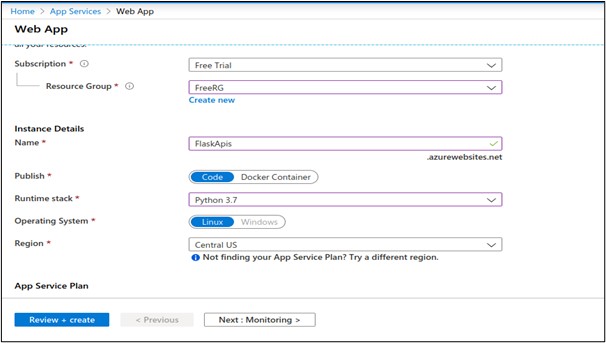 Home > App Services > Web App
Web App
all your resources.
Subscription * Free Trial
Resource Group * FreeRG
Create new
Instance Details
Name * FlaskApis
.azurewebsites.net
Publish * Code Docker Container
Runtime stack * Python 3.7
Operating System * Linux Windows
Region * Central US
Not finding your App Service Plan? Try a different region.
App Service Plan
Review + create < Previous Next : Monitoring >